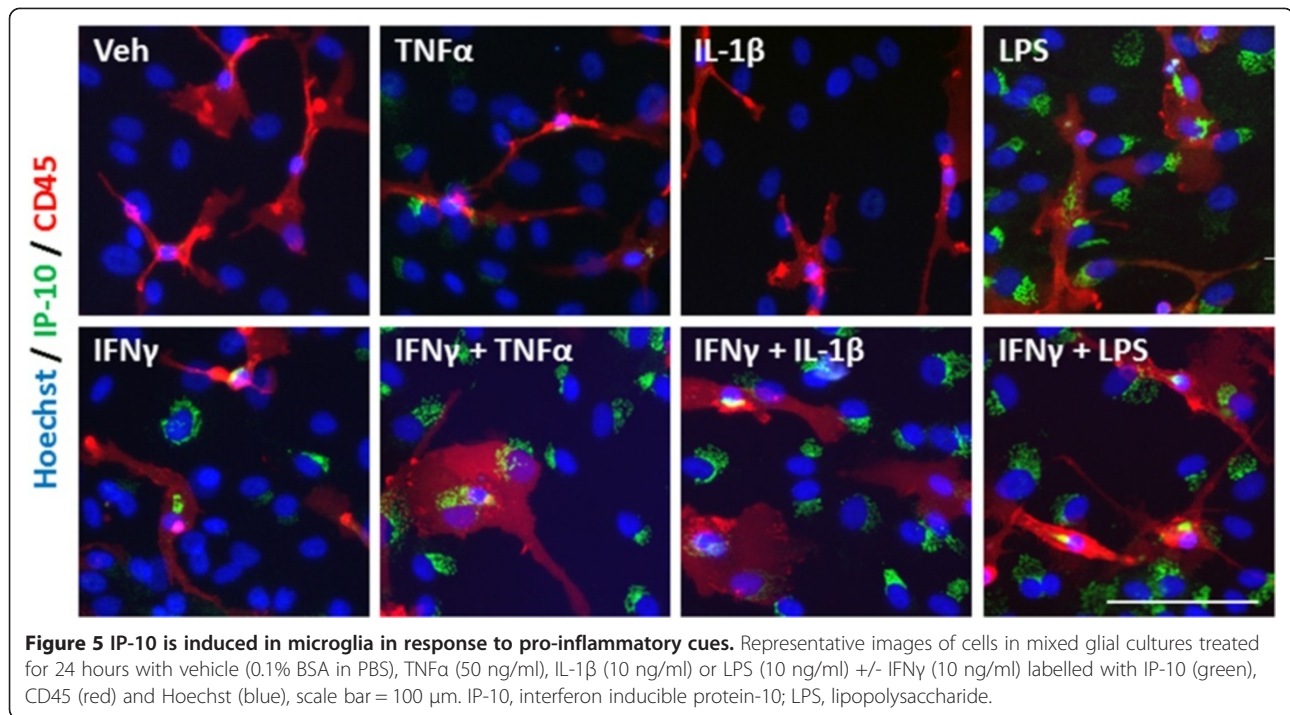 Hoechst / IP-10 / CD45
Veh
TNFα
IL-1β
LPS
IFNγ
IFNγ + TNFα
IFNγ + IL-1β
IFNγ + LPS
Figure 5 IP-10 is induced in microglia in response to pro-inflammatory cues. Representative images of cells in mixed glial cultures treated
for 24 hours with vehicle (0.1% BSA in PBS), TNFα (50 ng/ml), IL-1β (10 ng/ml) or LPS (10 ng/ml) +/- IFNγ (10 ng/ml) labelled with IP-10 (green),
CD45 (red) and Hoechst (blue), scale bar = 100 μm. IP-10, interferon inducible protein-10; LPS, lipopolysaccharide.